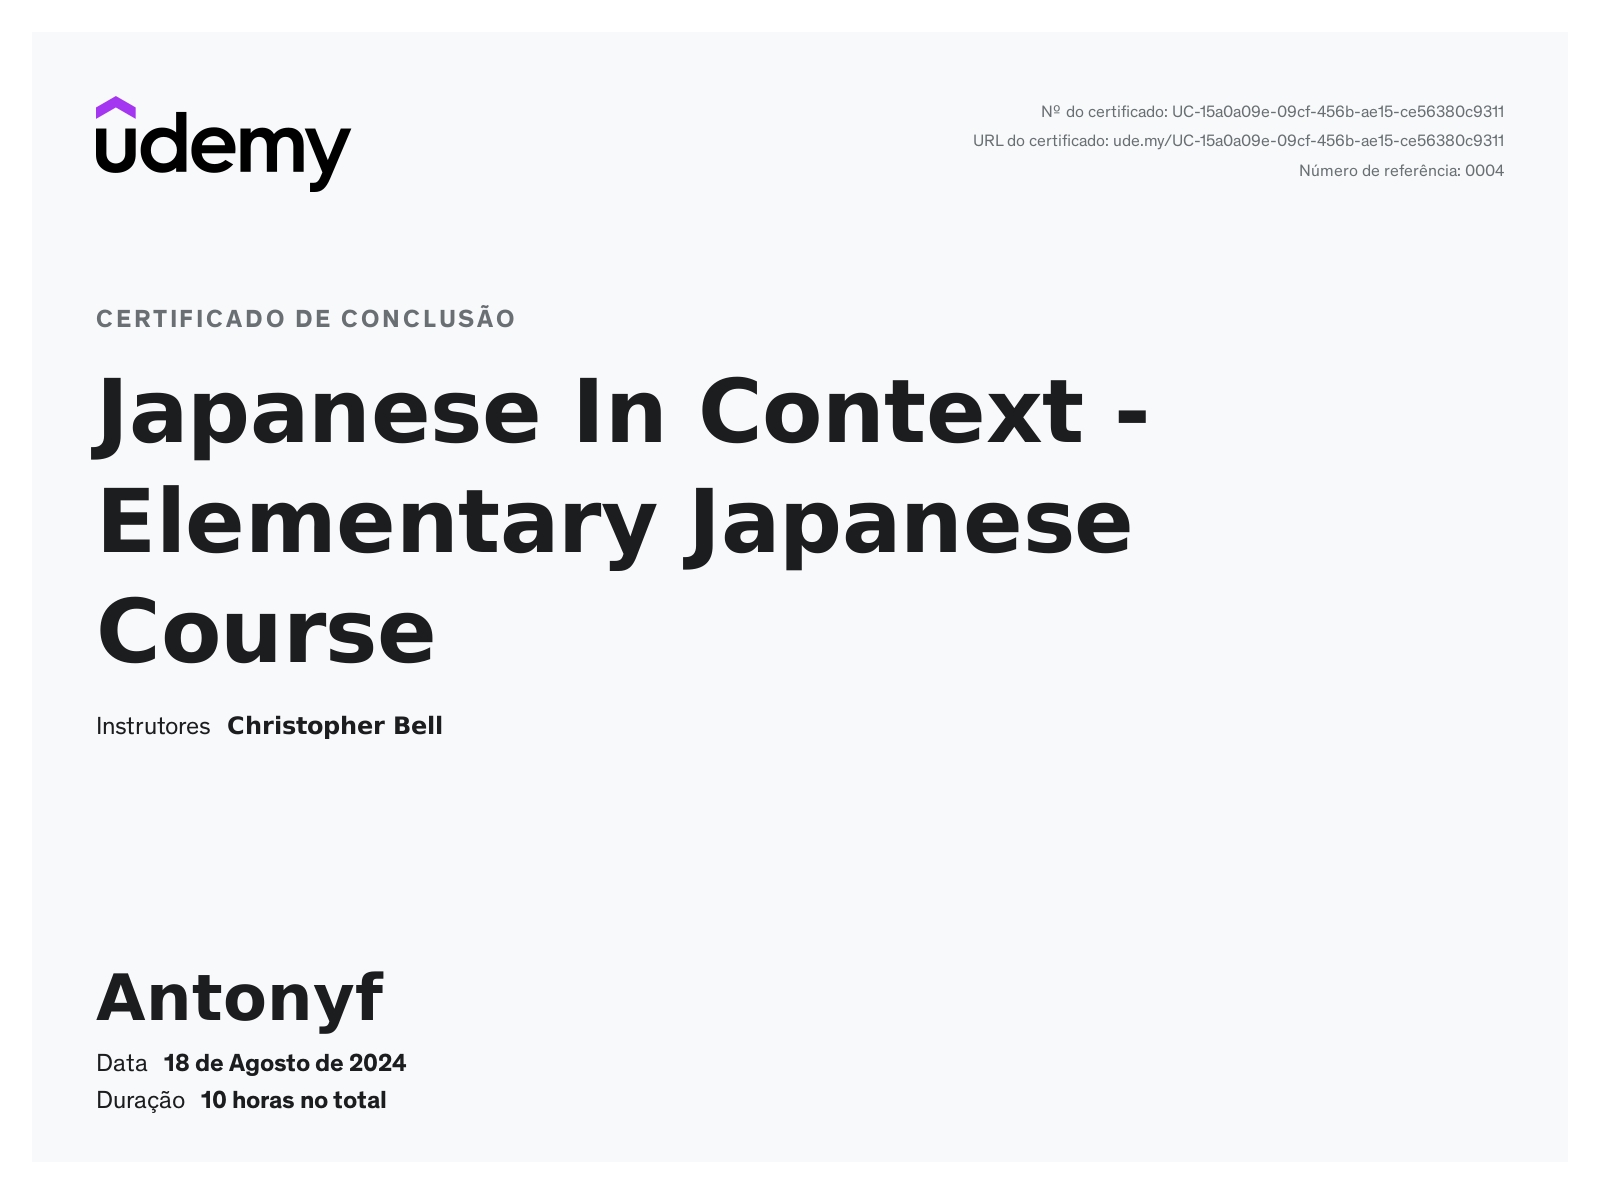 udemy
Nº do certificado: UC-15a0a09e-09cf-456b-ae15-ce56380c9311
URL do certificado: ude.my/UC-15a0a09e-09cf-456b-ae15-ce56380c9311
Número de referência: 0004
CERTIFICADO DE CONCLUSÃO
Japanese In Context -
Elementary Japanese
Course
Instrutores Christopher Bell
Antonyf
Data 18 de Agosto de 2024
Duração 10 horas no total